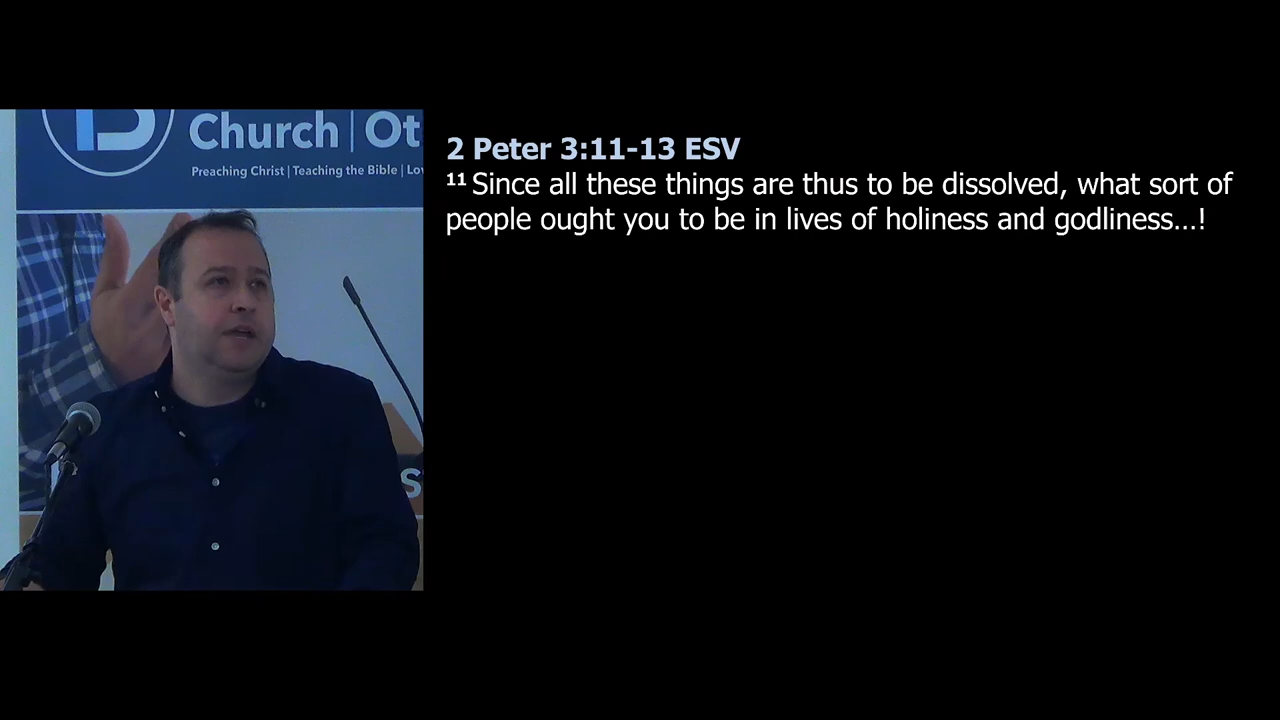 Church | Ot
Preaching Christ | Teaching the Bible | Lov
s
2 Peter 3:11-13 ESV
11 Since all these things are thus to be dissolved, what sort of
people ought you to be in lives of holiness and godliness...!